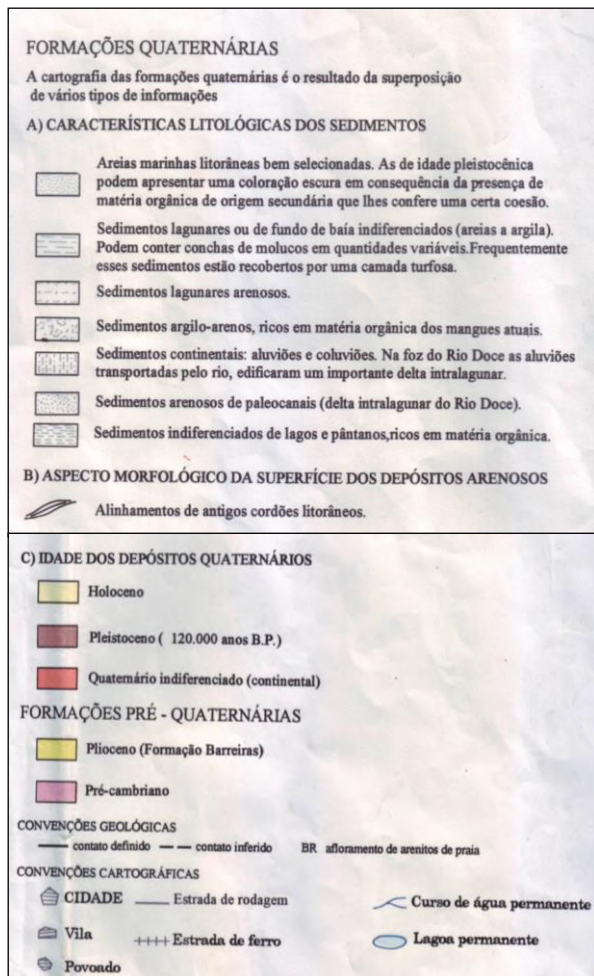 FORMAÇÕES QUATERNÁRIAS
A cartografia das formações quaternárias é o resultado da superposição
de vários tipos de informações
A) CARACTERÍSTICAS LITOLÓGICAS DOS SEDIMENTOS
Areias marinhas litorâneas bem selecionadas. As de idade pleistocênica
podem apresentar uma coloração escura em consequência da presença de
matéria orgânica de origem secundária que lhes confere uma certa coesão.
Sedimentos lagunares ou de fundo de baía indiferenciados (areias a argila).
Podem conter conchas de molucos em quantidades variáveis.Frequentemente
esses sedimentos estão recobertos por uma camada turfosa.
Sedimentos lagunares arenosos.
Sedimentos argilo-arenos, ricos em matéria orgânica dos mangues atuais.
Sedimentos continentais: aluviões e coluviões. Na foz do Rio Doce as aluviões
transportadas pelo rio, edificaram um importante delta intralagunar.
Sedimentos arenosos de paleocanais (delta intralagunar do Rio Doce).
Sedimentos indiferenciados de lagos e pântanos,ricos em matéria orgânica.
B) ASPECTO MORFOLÓGICO DA SUPERFÍCIE DOS DEPÓSITOS ARENOSOS
Alinhamentos de antigos cordões litorâneos.
C) IDADE DOS DEPÓSITOS QUATERNÁRIOS
Holoceno
Pleistoceno ( 120.000 anos B.P.)
Quaternário indiferenciado (continental)
FORMAÇÕES PRÉ - QUATERNÁRIAS
Plioceno (Formação Barreiras)
Pré-cambriano
CONVENÇÕES GEOLÓGICAS
contato definido contato inferido BR afloramento de arenitos de praia
CONVENÇÕES CARTOGRÁFICAS
CIDADE Estrada de rodagem Curso de água permanente
Vila Estrada de ferro Lagoa permanente
Povoado